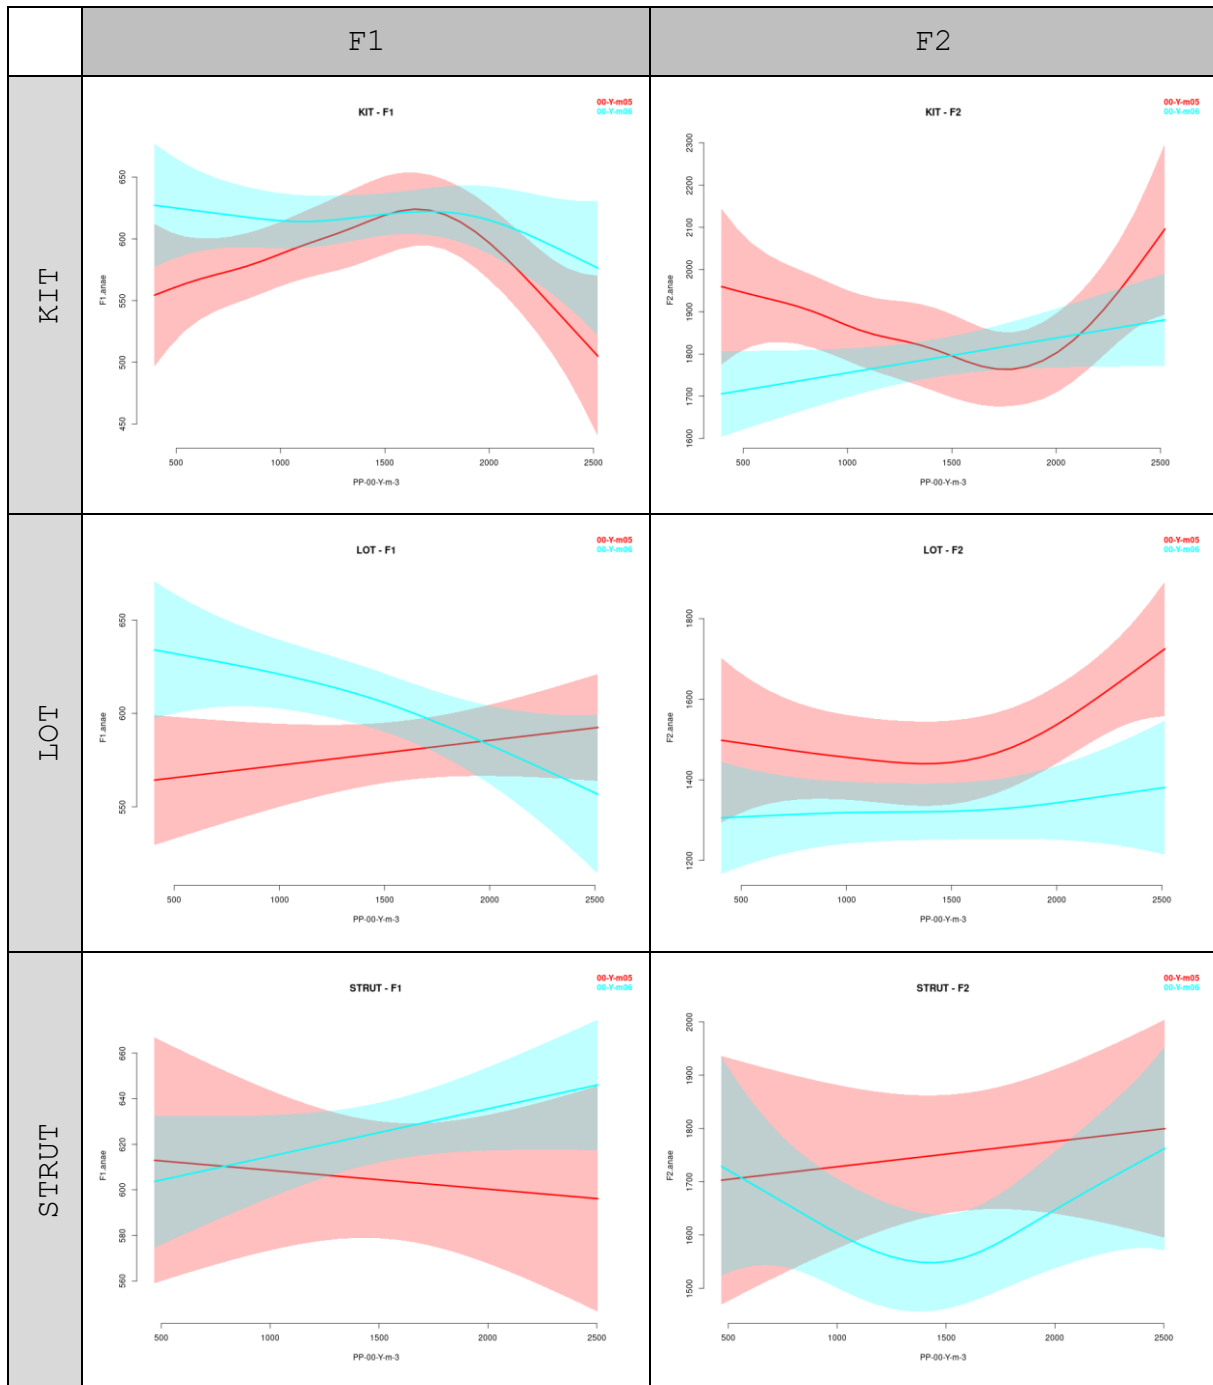 F1
F2
KIT
KIT - F1
00-Y-m05
00-Y-m06
F1.anae
650
600
550
500
450
500 1000 1500 2000 2500
PP-00-Y-m-3
KIT - F2
00-Y-m05
00-Y-m06
F2.anae
2300
2200
2100
2000
1900
1800
1700
1600
500 1000 1500 2000 2500
PP-00-Y-m-3
LOT
LOT - F1
00-Y-m05
00-Y-m06
F1.anae
650
600
550
500 1000 1500 2000 2500
PP-00-Y-m-3
LOT - F2
00-Y-m05
00-Y-m06
F2.anae
1800
1600
1400
1200
500 1000 1500 2000 2500
PP-00-Y-m-3
STRUT
STRUT - F1
00-Y-m05
00-Y-m06
F1.anae
660
640
620
600
580
560
500 1000 1500 2000 2500
PP-00-Y-m-3
STRUT - F2
00-Y-m05
00-Y-m06
F2.anae
2000
1900
1800
1700
1600
1500
500 1000 1500 2000 2500
PP-00-Y-m-3